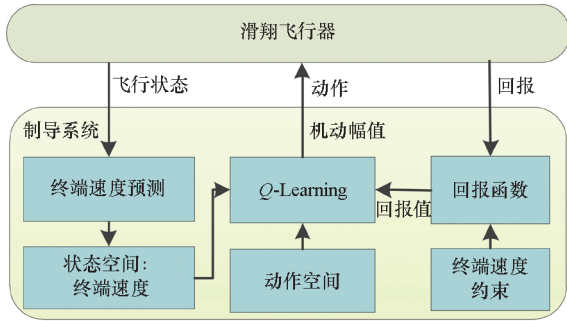 滑翔飞行器
飞行状态
动作
回报
制导系统
机动幅值
终端速度预测
Q-Learning
回报值
回报函数
状态空间:
终端速度
动作空间
终端速度
约束